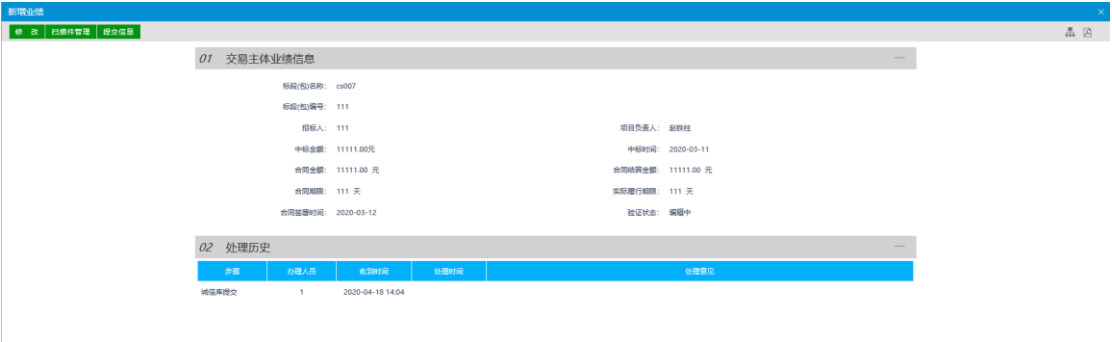 新增业绩
修 改 扫描件管理 提交信息
01 交易主体业绩信息
标段(包)名称: cs007
标段(包)编号: 111
招标人: 111 项目负责人: 赵铁柱
中标金额: 11111.00元 中标时间: 2020-03-11
合同金额: 11111.00 元 合同结算金额: 11111.00 元
合同期限: 111 天 实际履行期限: 111 天
合同签署时间: 2020-03-12 验证状态: 编辑中
02 处理历史
步骤 办理人员 收到时间 处理时间 处理意见
诚信库提交 1 2020-04-18 14:04